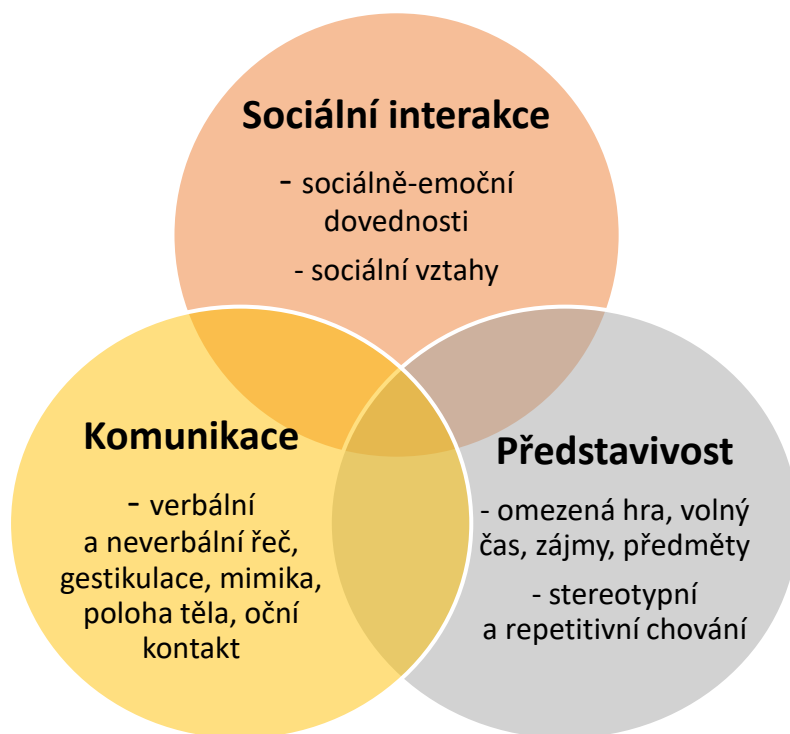 Sociální interakce
- sociálně-emoční
dovednosti
- sociální vztahy
Komunikace
- verbální
a neverbální řeč,
gestikulace, mimika,
poloha těla, oční
kontakt
Představivost
- omezená hra, volný
čas, zájmy, předměty
- stereotypní
a repetitivní chování